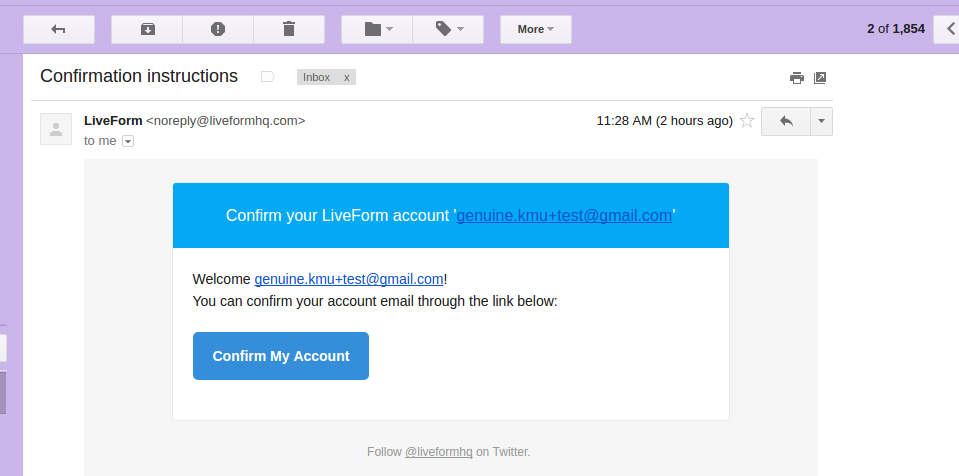 More
2 of 1,854
Confirmation instructions
Inbox x
LiveForm <noreply@liveformhq.com>
11:28 AM (2 hours ago)
to me
Confirm your LiveForm account 'genuine.kmu+test@gmail.com'
Welcome genuine.kmu+test@gmail.com!
You can confirm your account email through the link below:
Confirm My Account
Follow @liveformhq on Twitter.